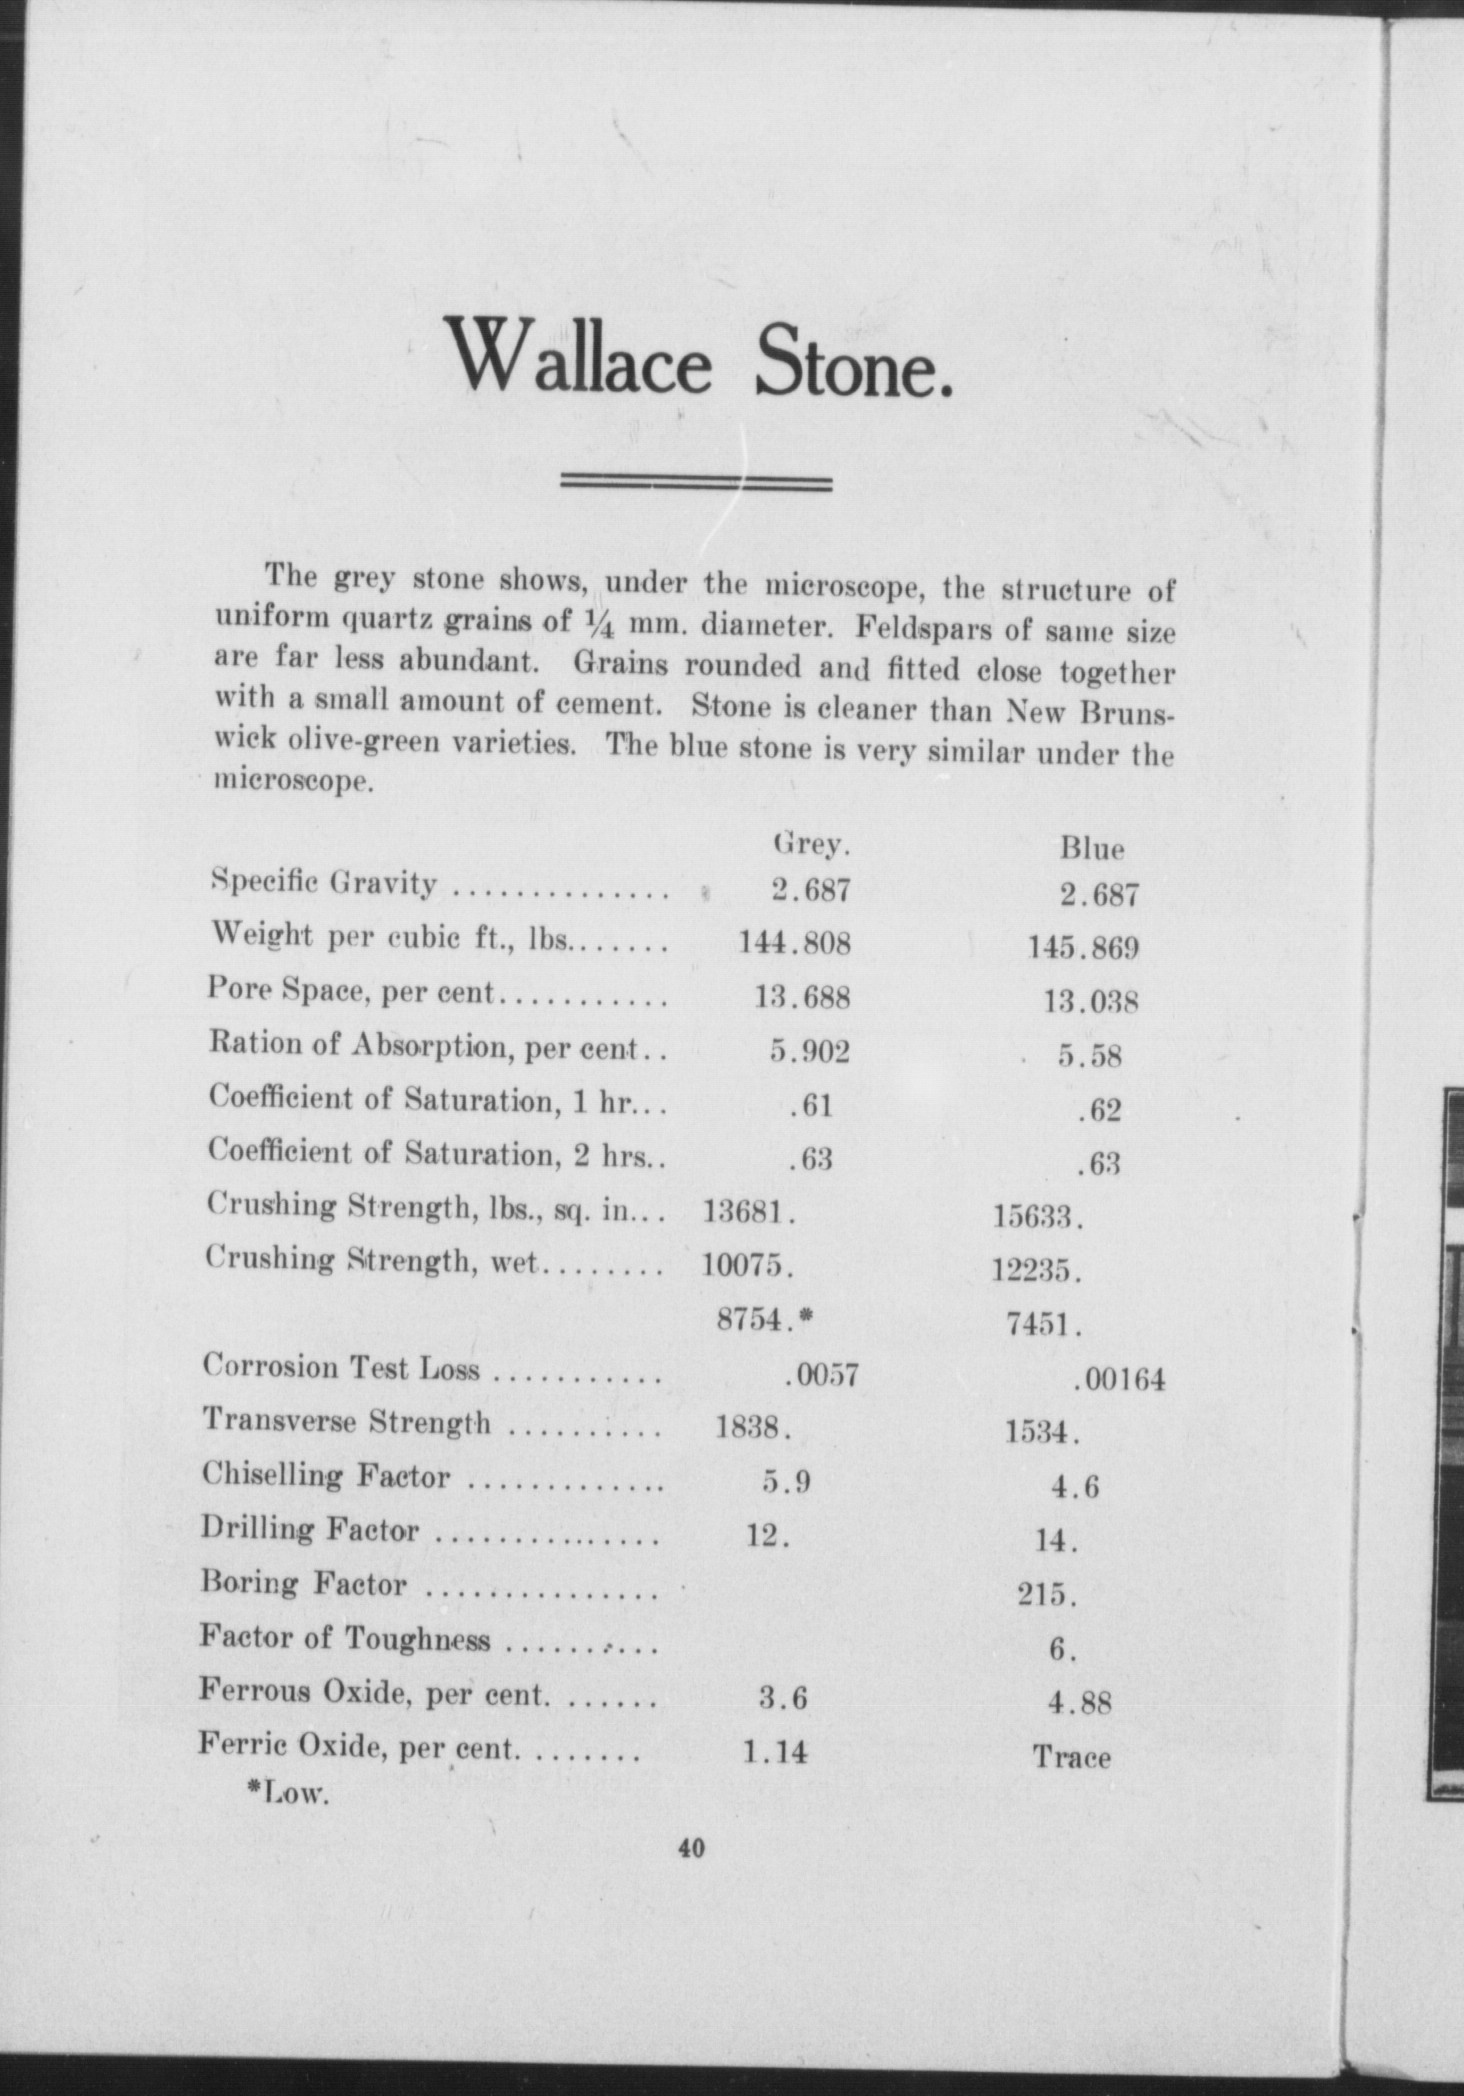 Wallace Stone.
The grey stone shows, under the microscope, the structure of
uniform quartz grains of ¼ mm. diameter. Feldspars of same size
are far less abundant. Grains rounded and fitted close together
with a small amount of cement. Stone is cleaner than New Bruns-
wick olive-green varieties. The blue stone is very similar under the
microscope.
Grey. Blue
Specific Gravity .............. 2.687 2.687
Weight per cubic ft., lbs....... 144.808 145.869
Pore Space, per cent........... 13.688 13.038
Ration of Absorption, per cent.. 5.902 5.58
Coefficient of Saturation, 1 hr... .61 .62
Coefficient of Saturation, 2 hrs.. .63 .63
Crushing Strength, lbs., sq. in... 13681. 15633.
Crushing Strength, wet........ 10075. 12235.
8754.* 7451.
Corrosion Test Loss ........... .0057 .00164
Transverse Strength .......... 1838. 1534.
Chiselling Factor ............. 5.9 4.6
Drilling Factor ............... 12. 14.
Boring Factor ............... 215.
Factor of Toughness .......... 6.
Ferrous Oxide, per cent. ...... 3.6 4.88
Ferric Oxide, per cent. ....... 1.14 Trace
*Low.
40